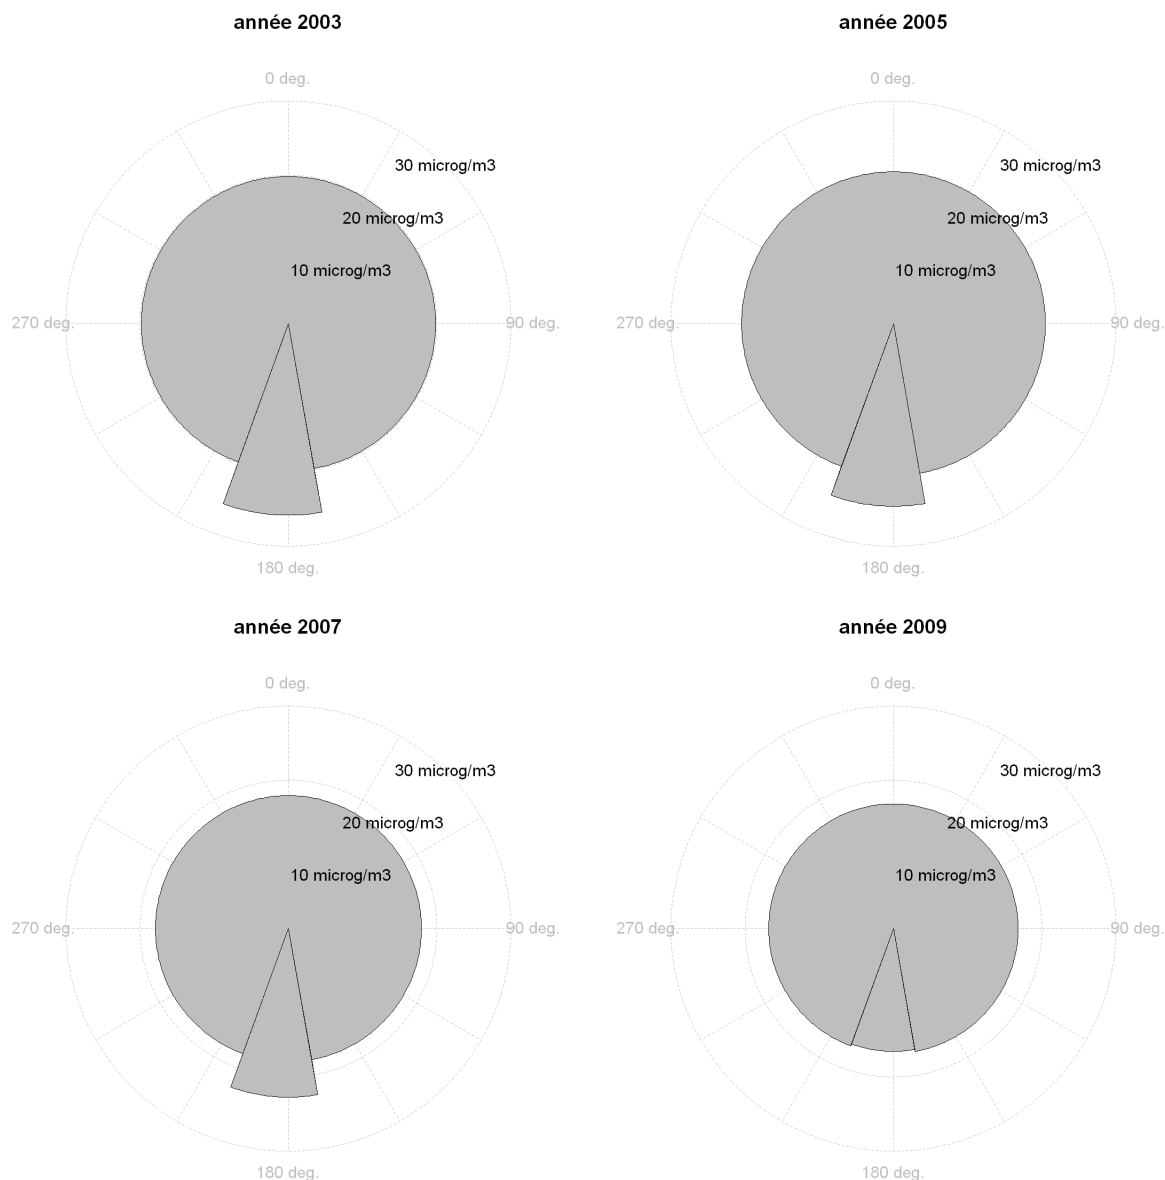 année 2003
0 deg.
30 microg/m3
20 microg/m3
10 microg/m3
270 deg.
90 deg.
180 deg.
année 2005
0 deg.
30 microg/m3
20 microg/m3
10 microg/m3
270 deg.
90 deg.
180 deg.
année 2007
0 deg.
30 microg/m3
20 microg/m3
10 microg/m3
270 deg.
90 deg.
180 deg.
année 2009
0 deg.
30 microg/m3
20 microg/m3
10 microg/m3
270 deg.
90 deg.
180 deg.